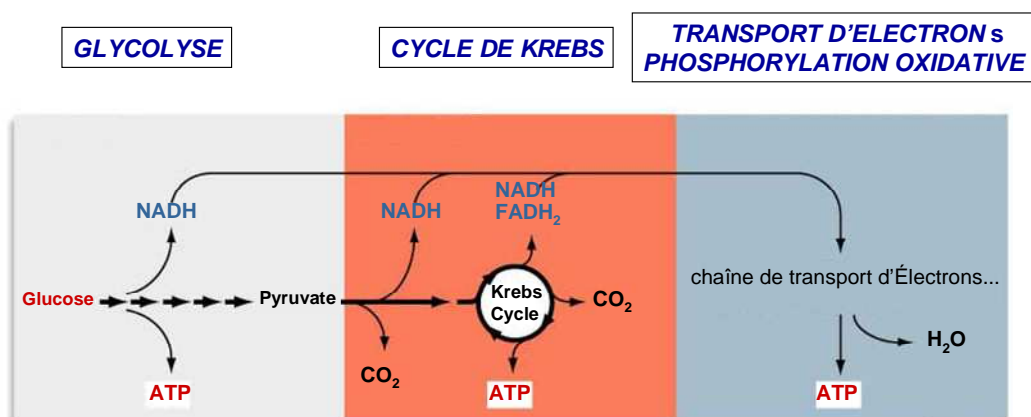 GLYCOLYSE
CYCLE DE KREBS
TRANSPORT D'ELECTRON s
PHOSPHORYLATION OXIDATIVE
NADH
NADH
NADH
FADH₂
Glucose
Pyruvate
Krebs
Cycle
CO₂
chaîne de transport d'Électrons...
CO₂
H₂O
ATP
ATP
ATP